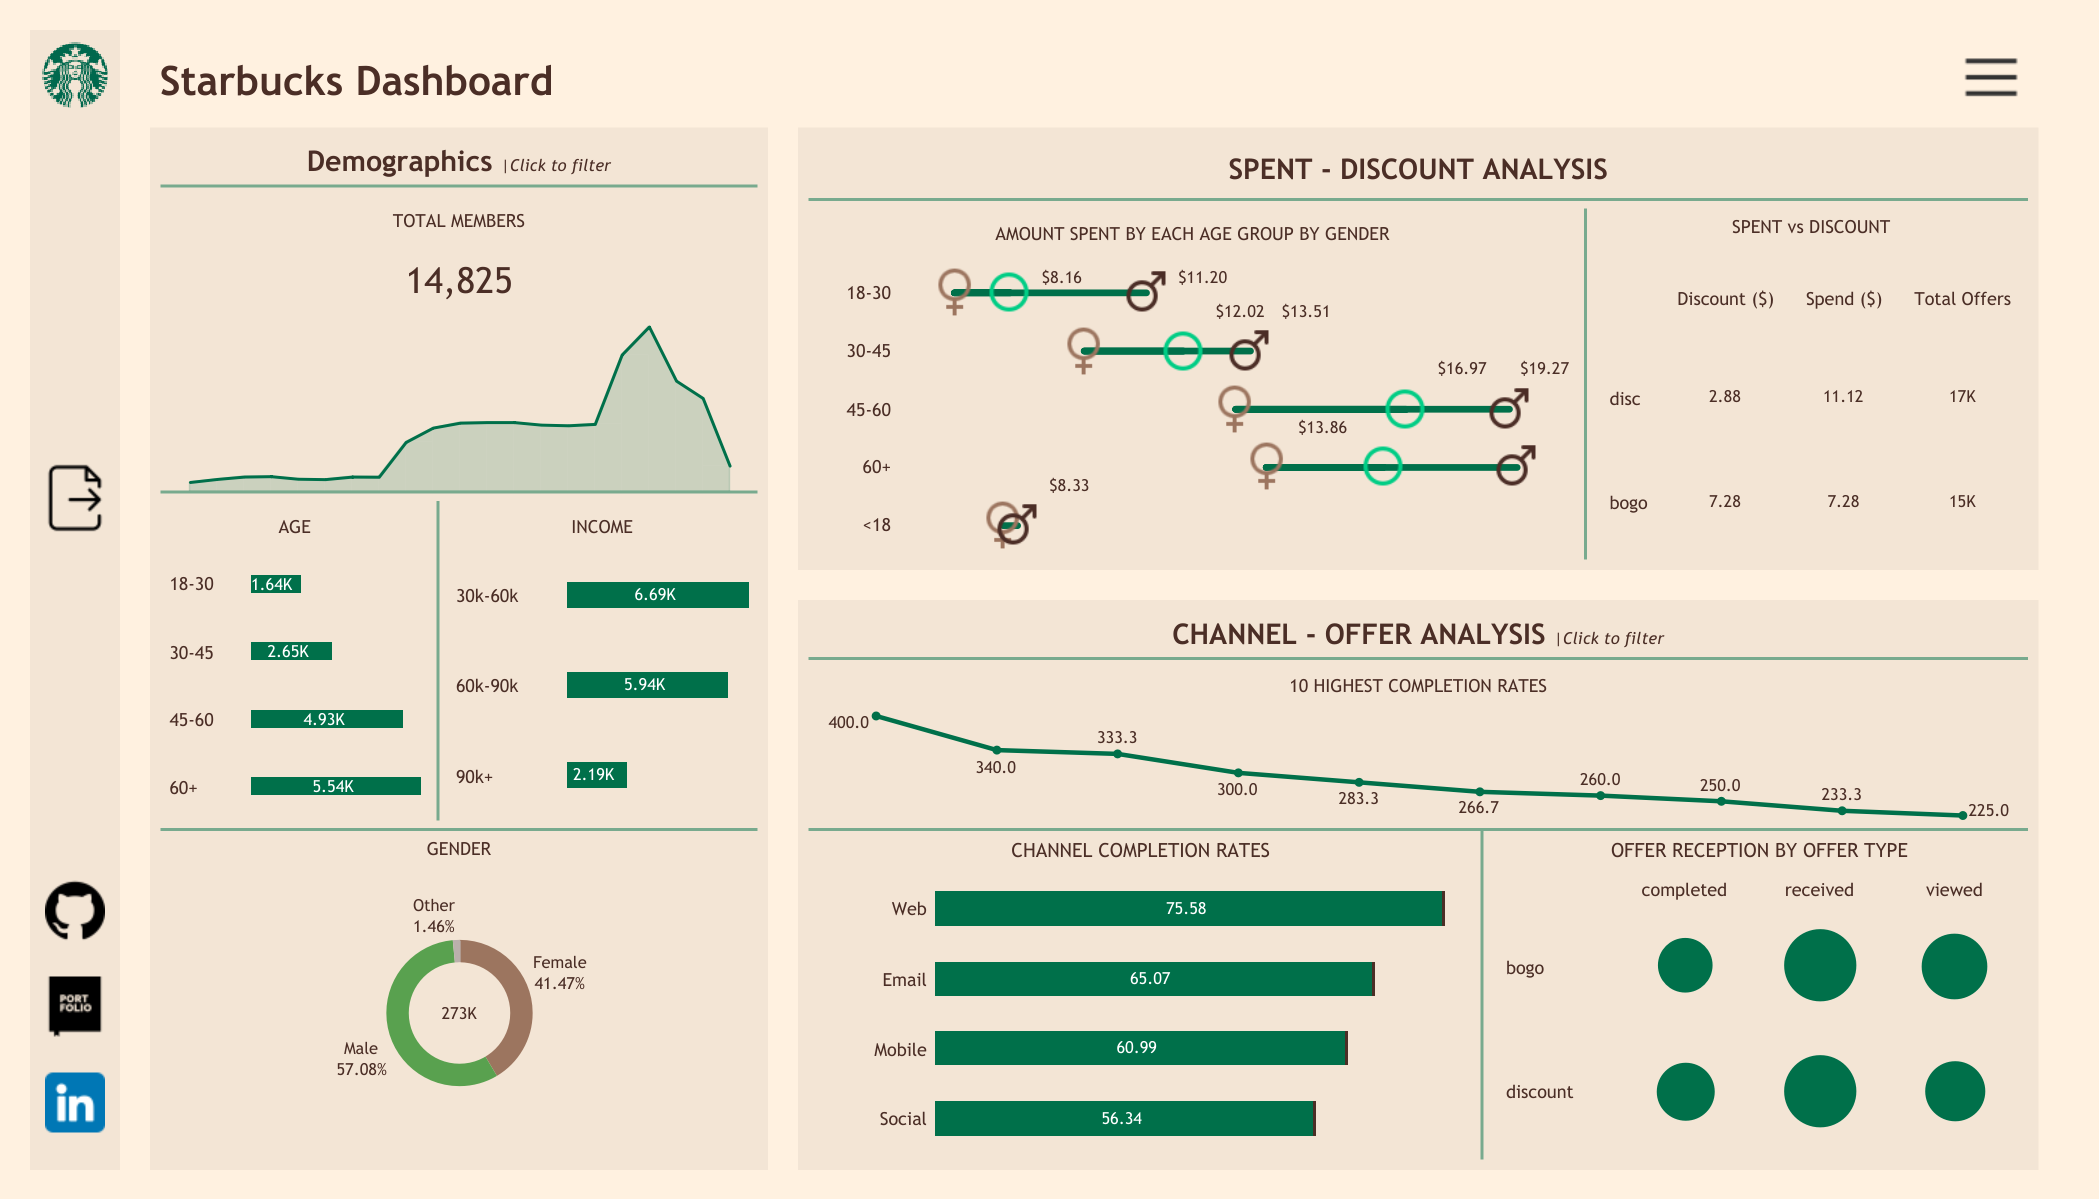 Starbucks Dashboard
Demographics |Click to filter
TOTAL MEMBERS
14,825
AGE
18-30 1.64K
30-45 2.65K
45-60 4.93K
60+ 5.54K
INCOME
30k-60k 6.69K
60k-90k 5.94K
90k+ 2.19K
GENDER
Other
1.46%
Female
41.47%
273K
Male
57.08%
PORT
FOLIO
in
SPENT - DISCOUNT ANALYSIS
AMOUNT SPENT BY EACH AGE GROUP BY GENDER
18-30 $8.16 $11.20
$12.02 $13.51
30-45
$16.97 $19.27
45-60
$13.86
60+
$8.33
<18
SPENT vs DISCOUNT
Discount ($) Spend ($) Total Offers
disc 2.88 11.12 17K
bogo 7.28 7.28 15K
CHANNEL - OFFER ANALYSIS |Click to filter
10 HIGHEST COMPLETION RATES
400.0 340.0 333.3 300.0 283.3 266.7 260.0 250.0 233.3 225.0
CHANNEL COMPLETION RATES
Web 75.58
Email 65.07
Mobile 60.99
Social 56.34
OFFER RECEPTION BY OFFER TYPE
completed received viewed
bogo
discount